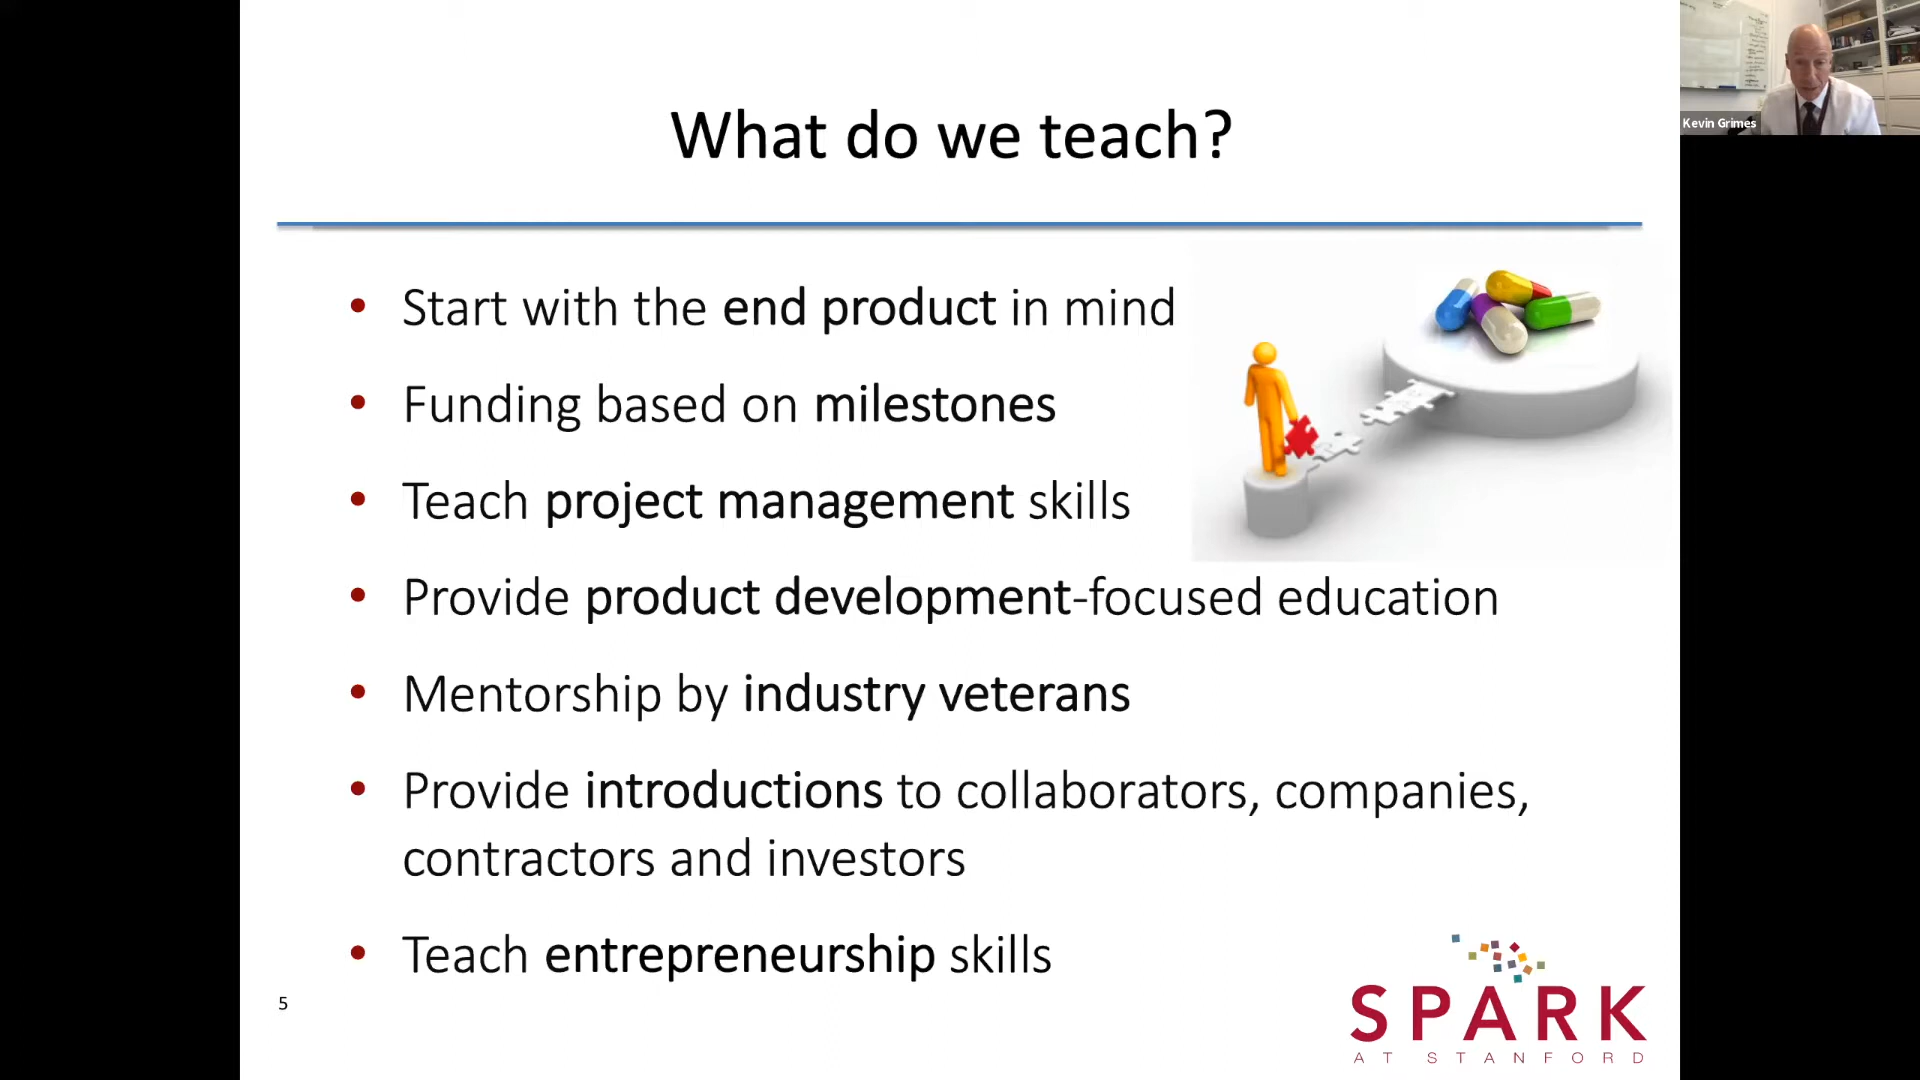 What do we teach?
Kevin Grimes
• Start with the end product in mind
• Funding based on milestones
• Teach project management skills
• Provide product development-focused education
• Mentorship by industry veterans
• Provide introductions to collaborators, companies,
contractors and investors
• Teach entrepreneurship skills
5
SPARK
AT STANFORD